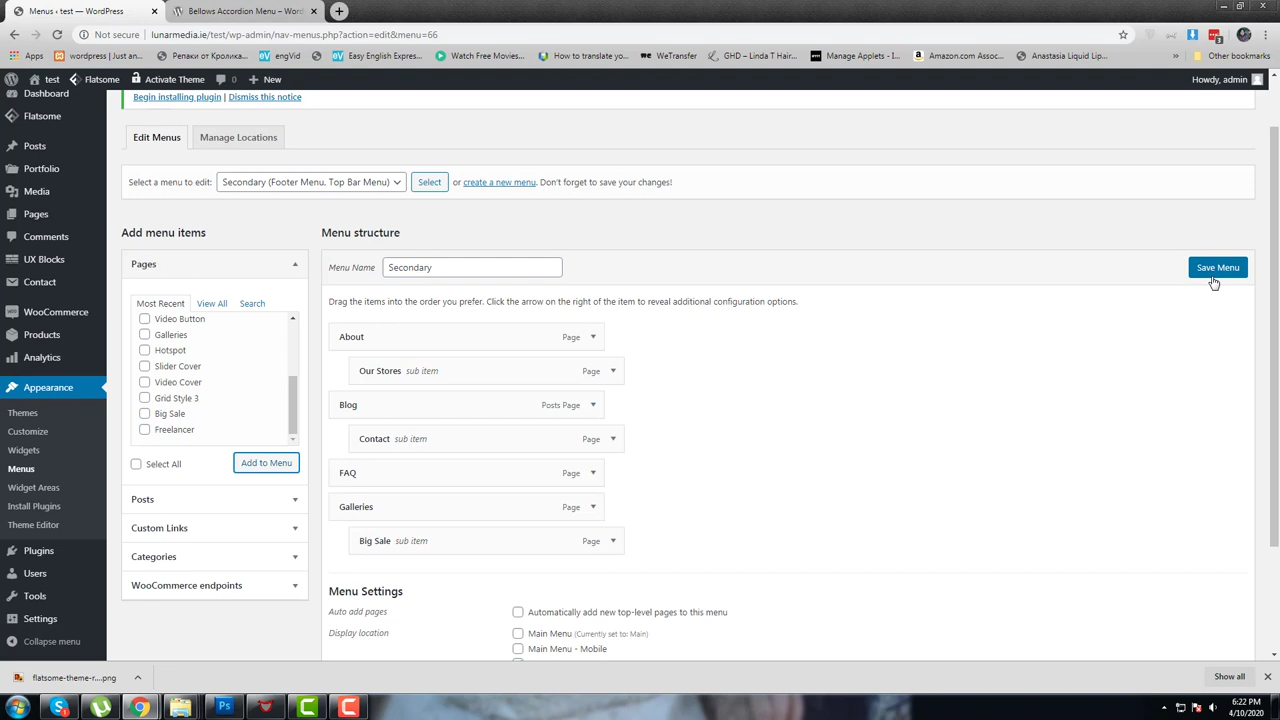 Menus ‹ test — WordPress
Bellows Accordion Menu – Word
Not secure | lunarmedia.ie/test/wp-admin/nav-menus.php?action=edit&menu=66
Apps
wordpress | Just an...
Репаки от Кролика...
engVid
Easy English Expres...
Watch Free Movies...
How to translate yo...
WeTransfer
GHD – Linda T Hair...
Manage Applets - I...
Amazon.com Assoc...
Anastasia Liquid Lip...
Other bookmarks
test
Flatsome
Activate Theme
0
New
Howdy, admin
Begin installing plugin | Dismiss this notice
Dashboard
Flatsome
Posts
Portfolio
Media
Pages
Comments
UX Blocks
Contact
WooCommerce
Products
Analytics
Appearance
Themes
Customize
Widgets
Menus
Widget Areas
Install Plugins
Theme Editor
Plugins
Users
Tools
Settings
Collapse menu
Edit Menus
Manage Locations
Select a menu to edit: Secondary (Footer Menu, Top Bar Menu) Select or create a new menu. Don't forget to save your changes!
Add menu items
Pages
Most Recent View All Search
Video Button
Galleries
Hotspot
Slider Cover
Video Cover
Grid Style 3
Big Sale
Freelancer
Select All
Add to Menu
Posts
Custom Links
Categories
WooCommerce endpoints
Menu structure
Menu Name Secondary
Save Menu
Drag the items into the order you prefer. Click the arrow on the right of the item to reveal additional configuration options.
About Page
Our Stores sub item Page
Blog Posts Page
Contact sub item Page
FAQ Page
Galleries Page
Big Sale sub item Page
Menu Settings
Auto add pages
Automatically add new top-level pages to this menu
Display location
Main Menu (Currently set to: Main)
Main Menu - Mobile
flatsome-theme-r....png
Show all
6:22 PM
4/10/2020